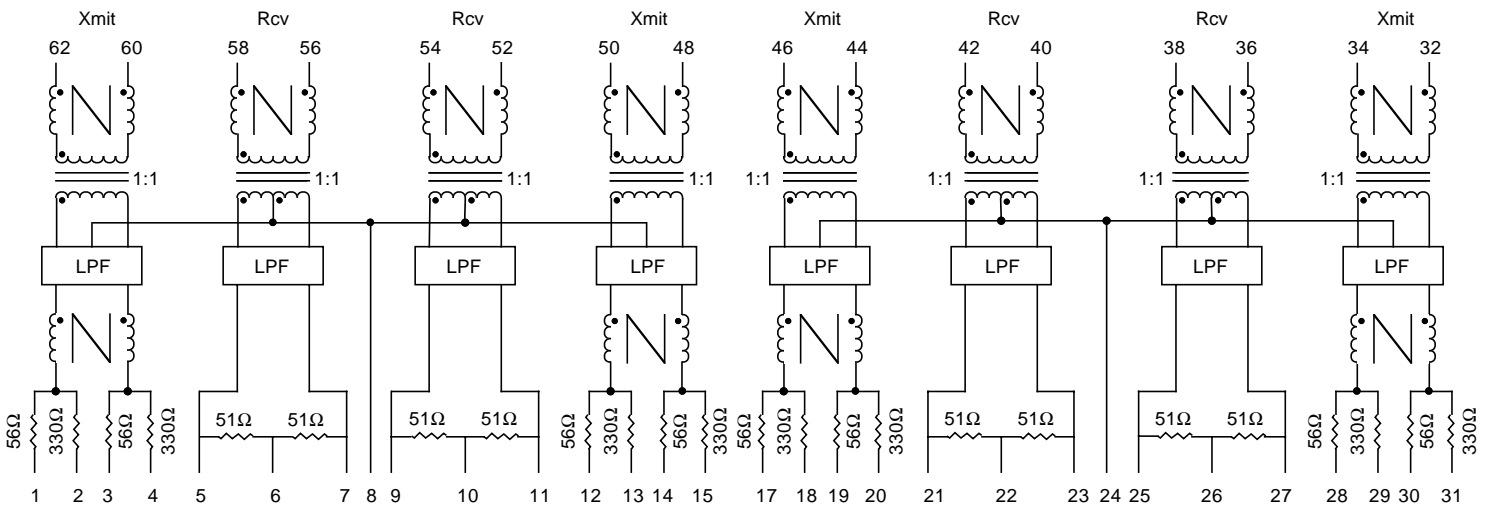 Xmit Rcv Rcv Xmit Xmit Rcv Rcv Xmit
62 60 58 56 54 52 50 48 46 44 42 40 38 36 34 32
1:1 1:1 1:1 1:1 1:1 1:1 1:1 1:1
LPF LPF LPF LPF LPF LPF LPF LPF
56Ω 330Ω 56Ω 330Ω 51Ω 51Ω 51Ω 51Ω 56Ω 330Ω 56Ω 330Ω 56Ω 330Ω 56Ω 330Ω 51Ω 51Ω 51Ω 51Ω 56Ω 330Ω 56Ω 330Ω
1 2 3 4 5 6 7 8 9 10 11 12 13 14 15 17 18 19 20 21 22 23 24 25 26 27 28 29 30 31